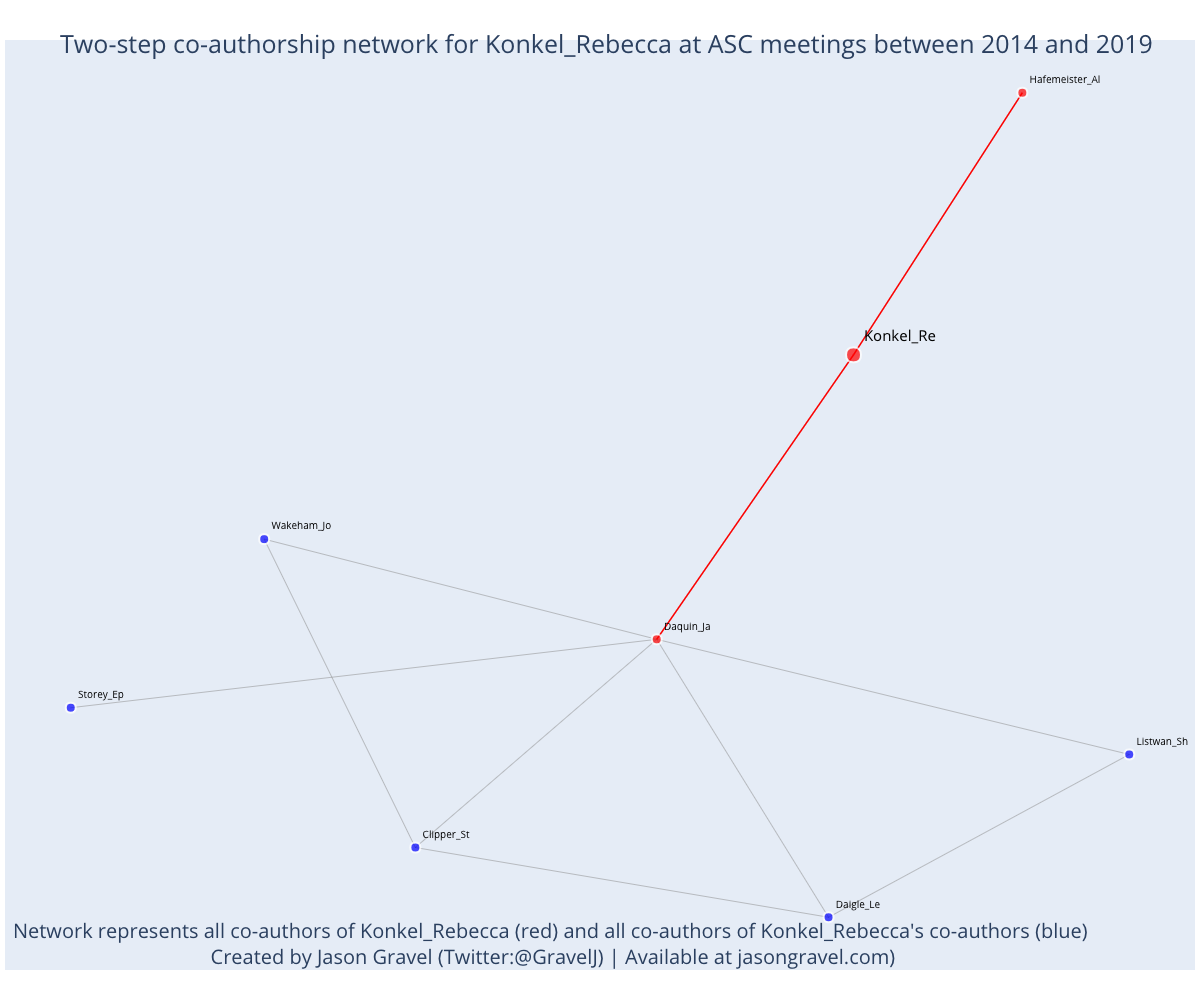 Two-step co-authorship network for Konkel_Rebecca at ASC meetings between 2014 and 2019
Hafemeister_Al
Konkel_Re
Wakeham_Jo
Daquin_Ja
Storey_Ep
Listwan_Sh
Clipper_St
Daigle_Le
Network represents all co-authors of Konkel_Rebecca (red) and all co-authors of Konkel_Rebecca's co-authors (blue)
Created by Jason Gravel (Twitter:@GravelJ) | Available at jasongravel.com)